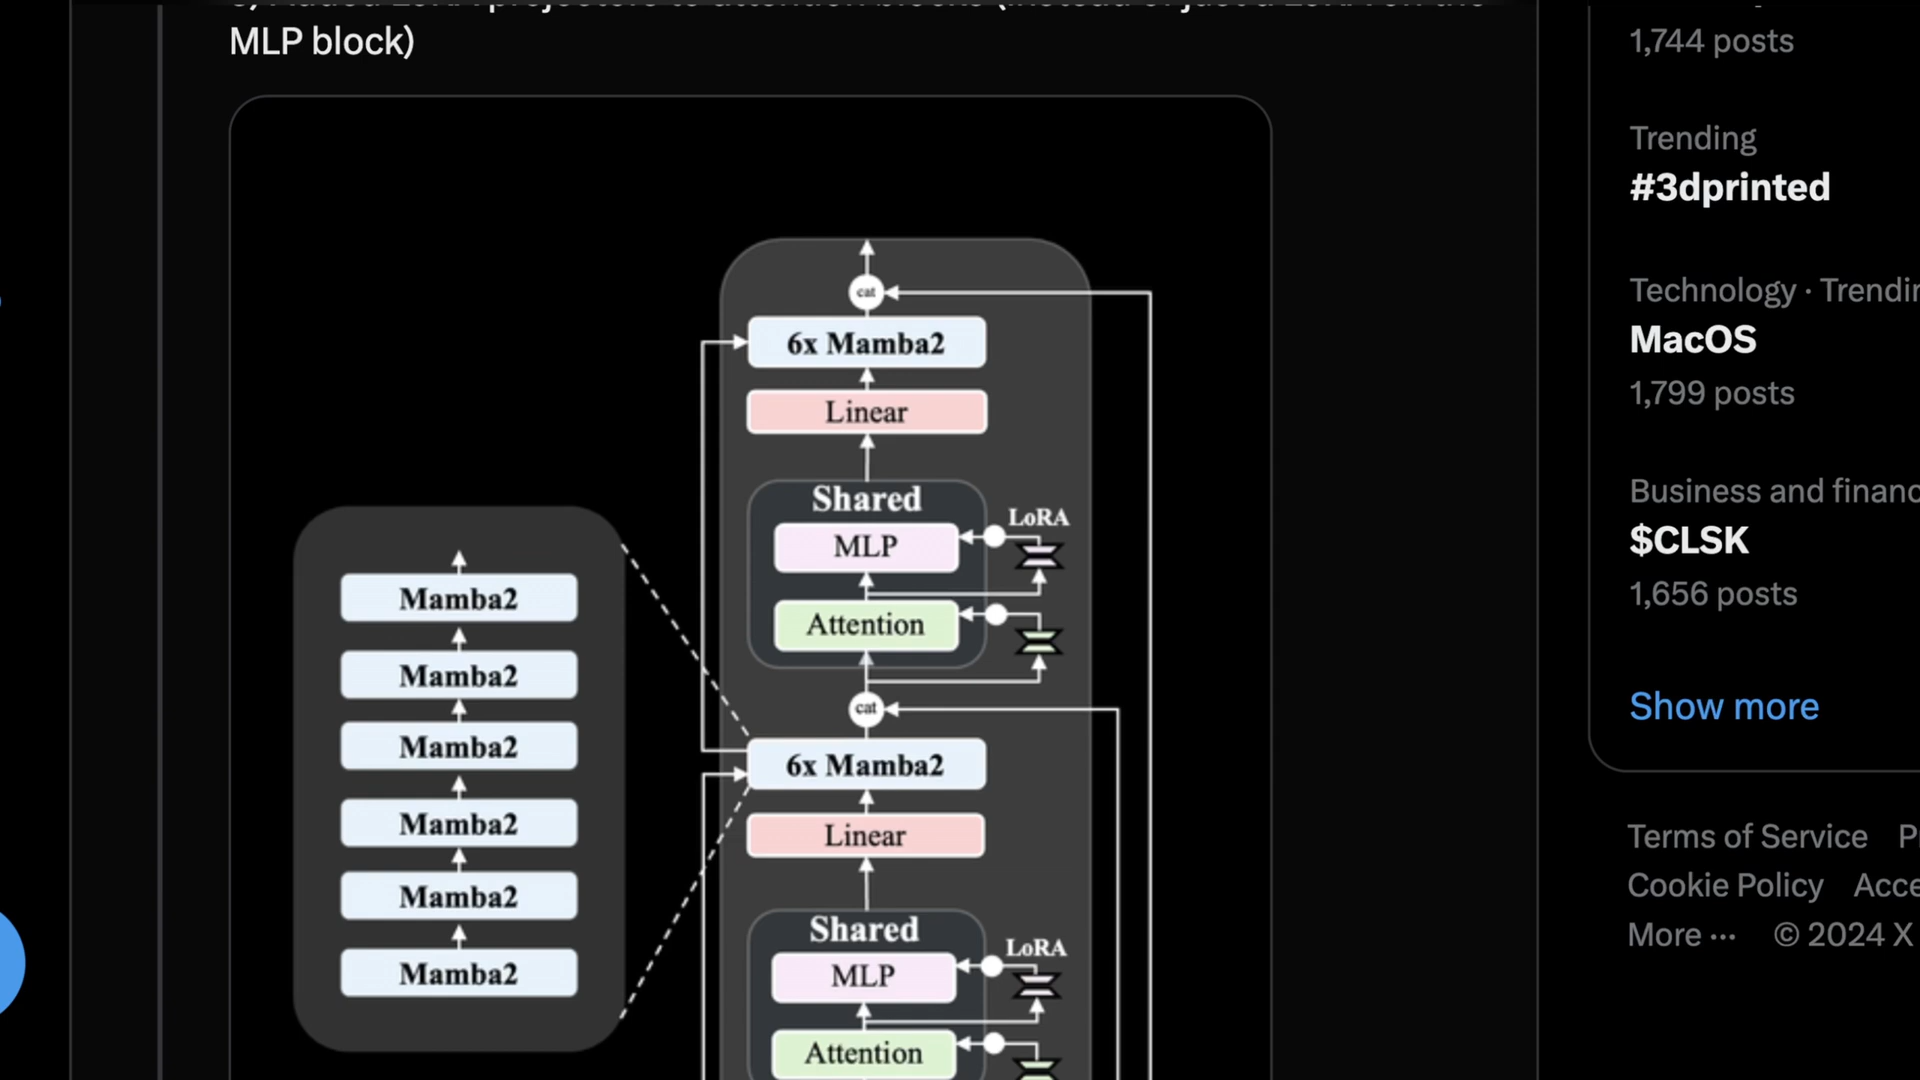 MLP block)
cat
6x Mamba2
Linear
Shared
LoRA
MLP
Attention
cat
6x Mamba2
Linear
Shared
LoRA
MLP
Attention
Mamba2
Mamba2
Mamba2
Mamba2
Mamba2
Mamba2
1,744 posts
Trending
#3dprinted
Technology · Trendin
MacOS
1,799 posts
Business and financ
$CLSK
1,656 posts
Show more
Terms of Service P
Cookie Policy Acce
More ··· © 2024 X